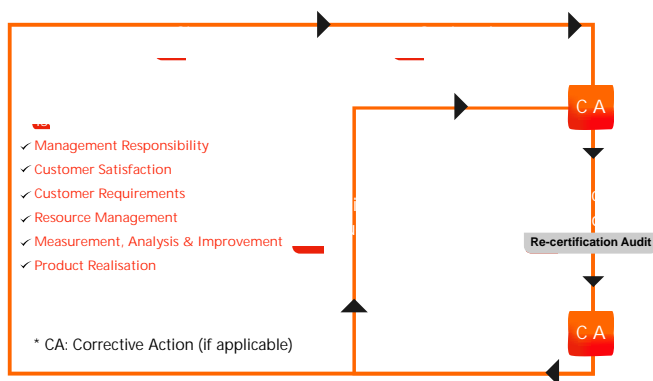 C A
Management Responsibility
Customer Satisfaction
Customer Requirements
Resource Management
Measurement, Analysis & Improvement
Re-certification Audit
Product Realisation
* CA: Corrective Action (if applicable)
C A